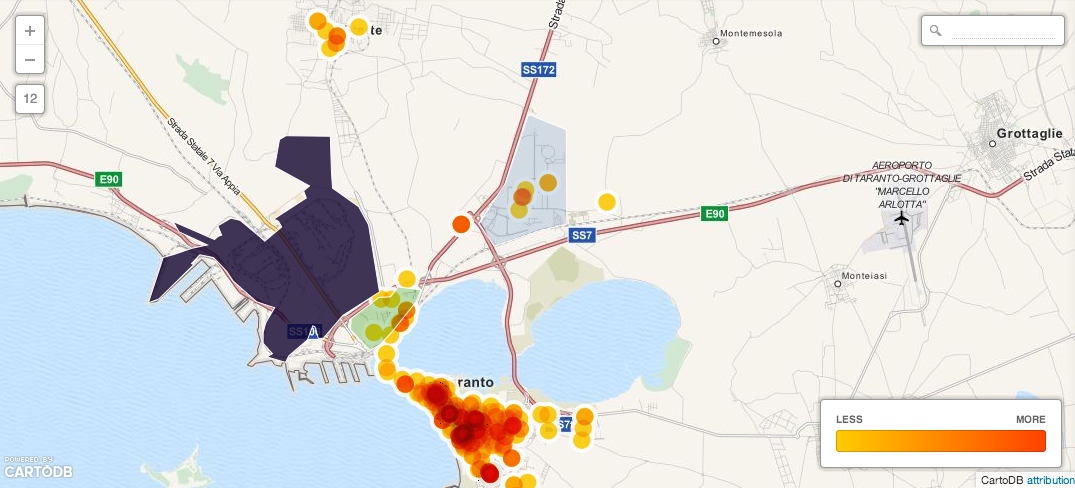 +
te
Montemesola
Strada
SS172
−
12
Strada Statale 7 Via Appia
Grottaglie
AEROPORTO
DI TARANTO-GROTTAGLIE
"MARCELLO
ARLOTTA"
Strada Stata
E90
E90
SS7
Monteiasi
ranto
S7
LESS MORE
POWERED BY
CARTODB
CartoDB attribution